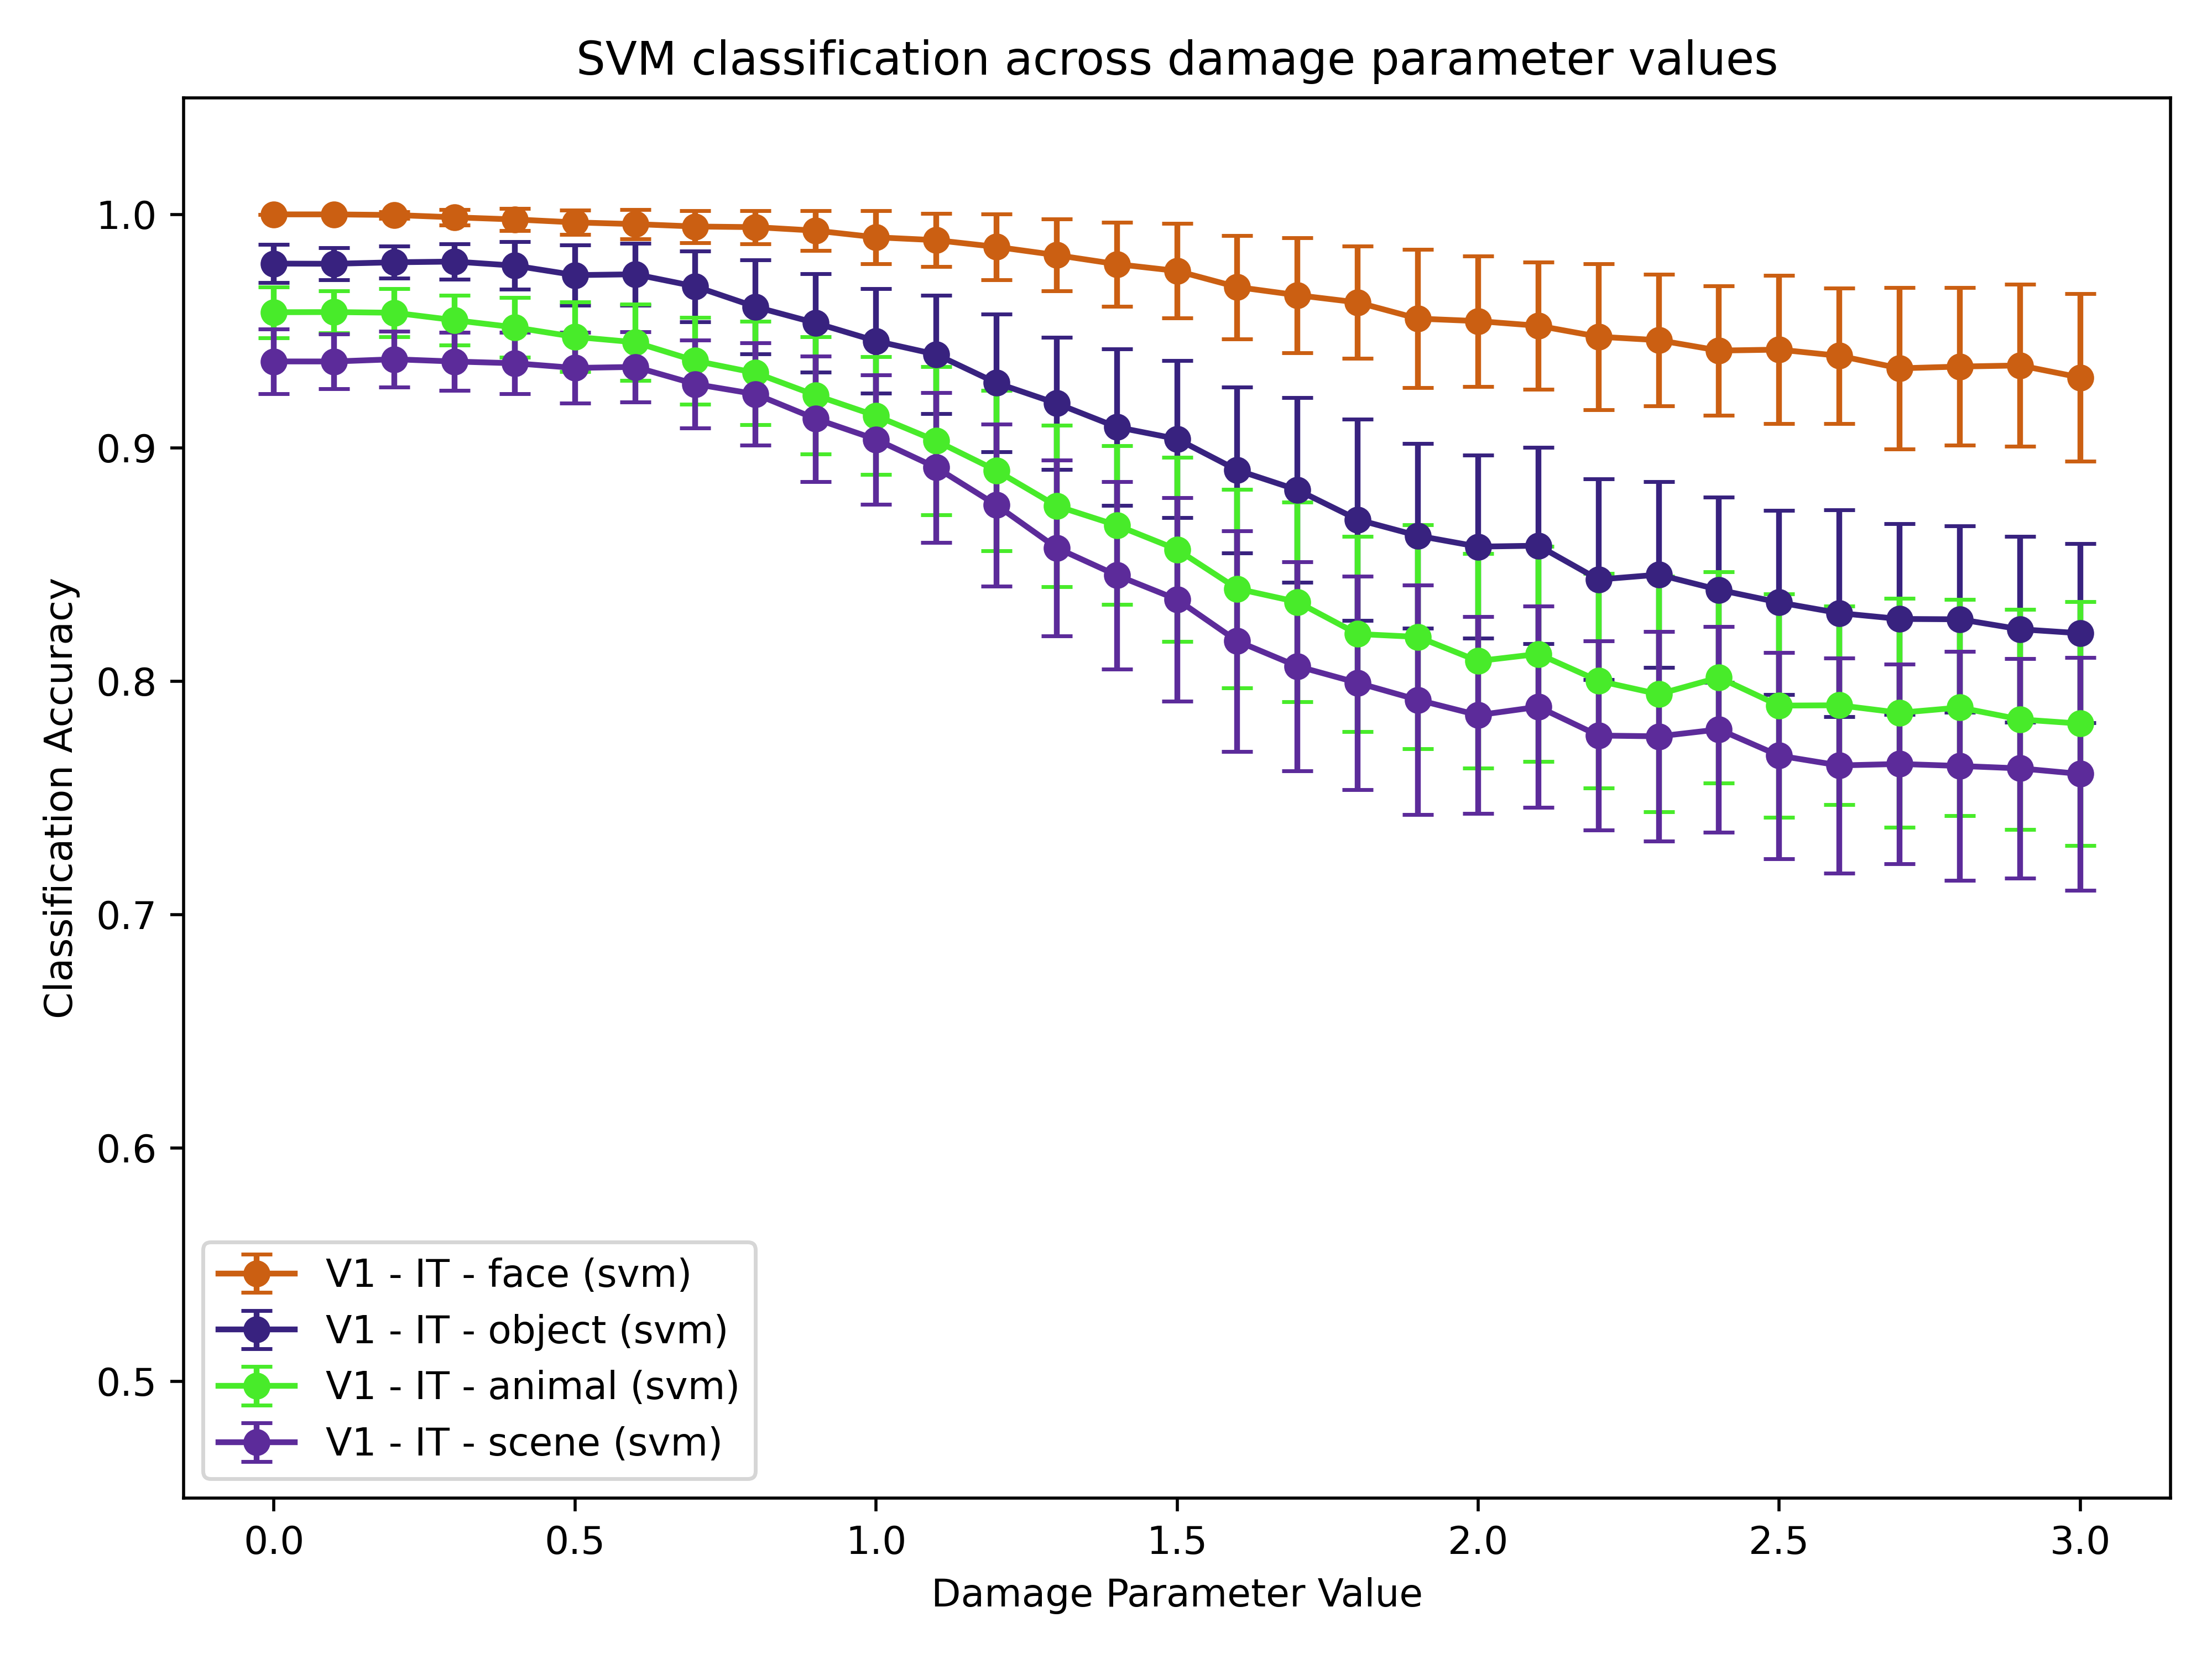 SVM classification across damage parameter values
1.0
0.9
0.8
0.7
0.6
0.5
Classification Accuracy
V1 - IT - face (svm)
V1 - IT - object (svm)
V1 - IT - animal (svm)
V1 - IT - scene (svm)
0.0 0.5 1.0 1.5 2.0 2.5 3.0
Damage Parameter Value